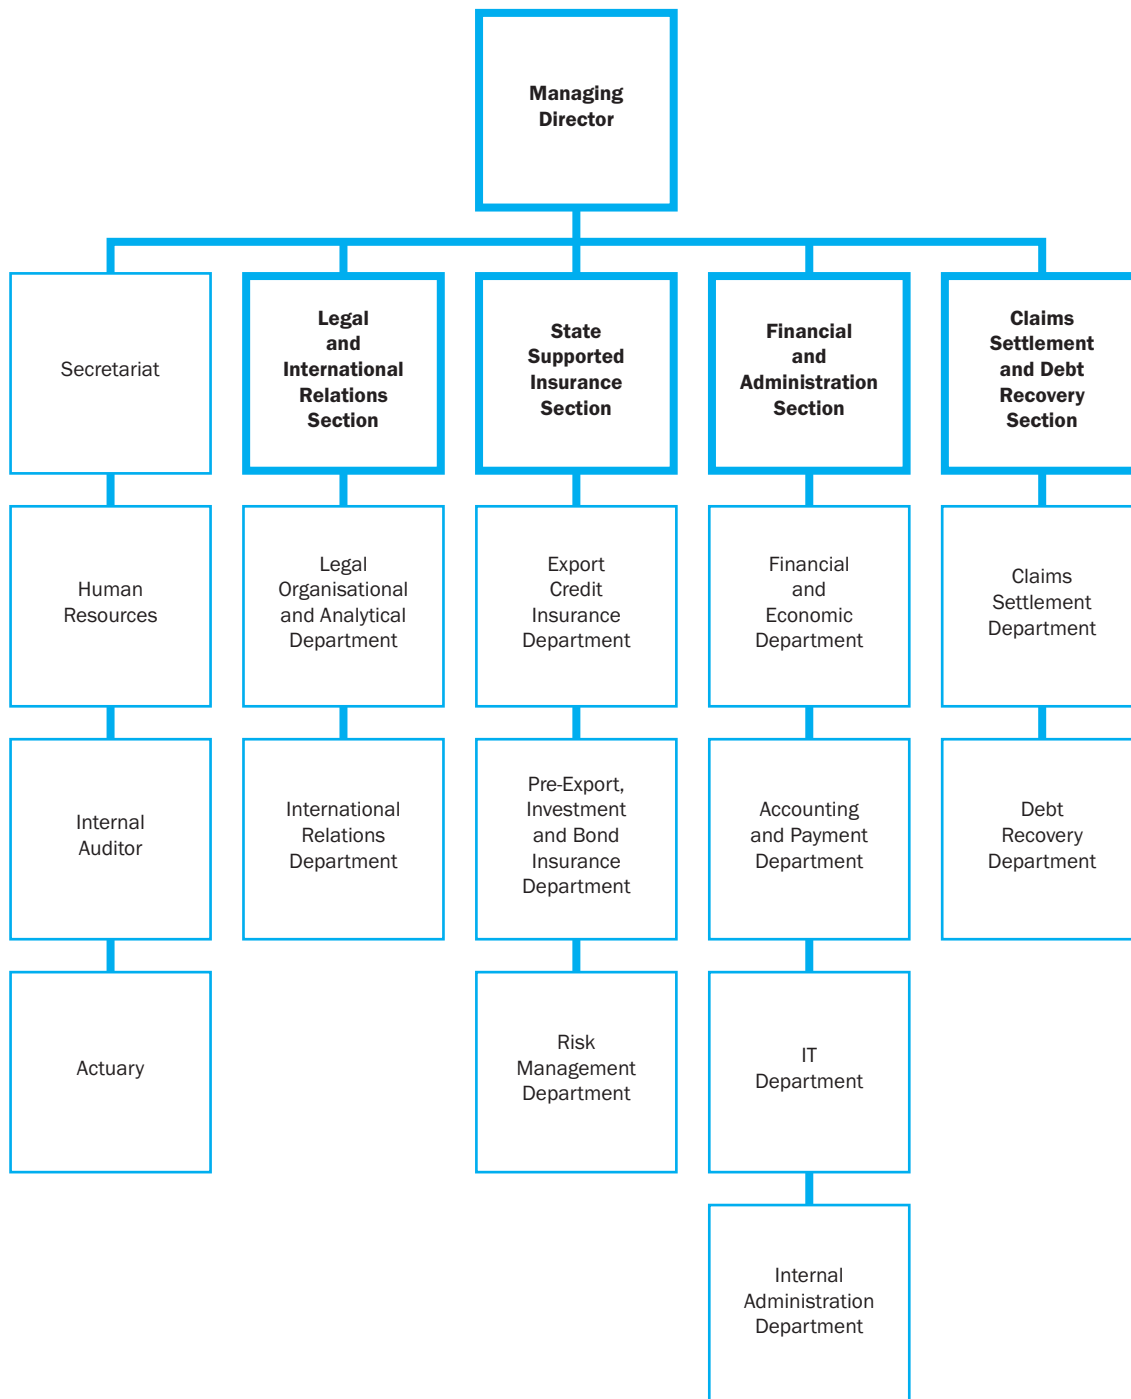 Managing
Director
Secretariat
Legal
and
International
Relations
Section
State
Supported
Insurance
Section
Financial
and
Administration
Section
Claims
Settlement
and Debt
Recovery
Section
Human
Resources
Legal
Organisational
and Analytical
Department
Export
Credit
Insurance
Department
Financial
and
Economic
Department
Claims
Settlement
Department
Internal
Auditor
International
Relations
Department
Pre-Export,
Investment
and Bond
Insurance
Department
Accounting
and Payment
Department
Debt
Recovery
Department
Actuary
Risk
Management
Department
IT
Department
Internal
Administration
Department